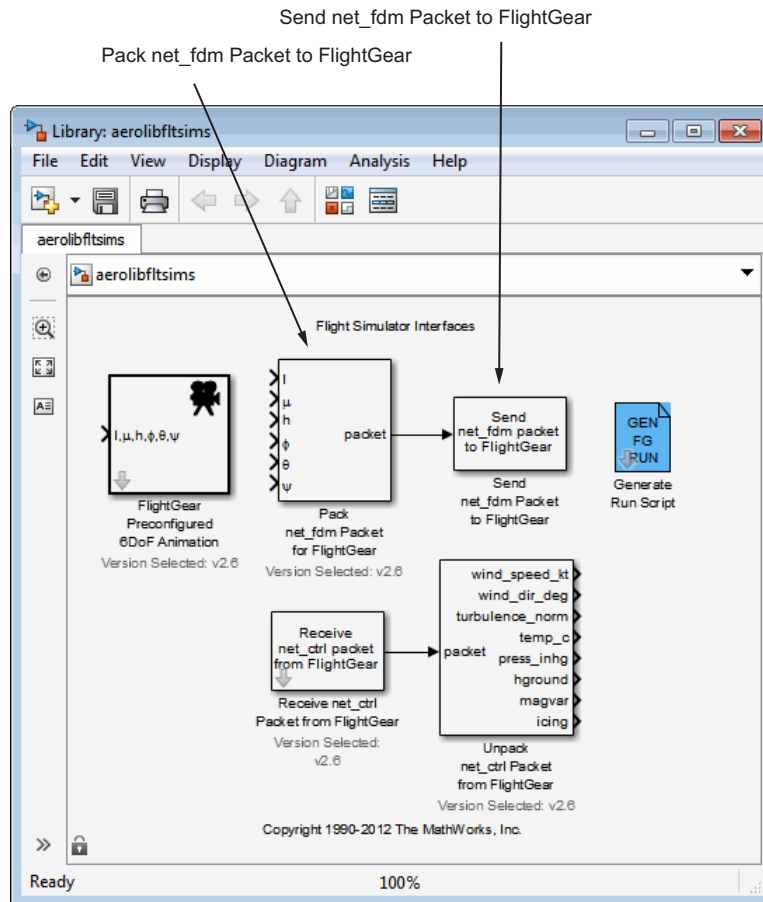 Send net_fdm Packet to FlightGear
Pack net_fdm Packet to FlightGear
Library: aerolibfltsims
File Edit View Display Diagram Analysis Help
aerolibfltsims
aerolibfltsims
Flight Simulator Interfaces
l,μ,h,ϕ,θ,ψ
FlightGear
Preconfigured
6DoF Animation
Version Selected: v2.6
l
μ
h
ϕ
θ
ψ
packet
Pack
net_fdm Packet
for FlightGear
Version Selected: v2.6
Send
net_fdm packet
to FlightGear
Send
net_fdm Packet
to FlightGear
GEN
FG
RUN
Generate
Run Script
Receive
net_ctrl packet
from FlightGear
Receive net_ctrl
Packet from FlightGear
Version Selected:
v2.6
packet
wind_speed_kt
wind_dir_deg
turbulence_norm
temp_c
press_inhg
hground
magvar
icing
Unpack
net_ctrl Packet
from FlightGear
Version Selected: v2.6
Copyright 1990-2012 The MathWorks, Inc.
Ready 100%